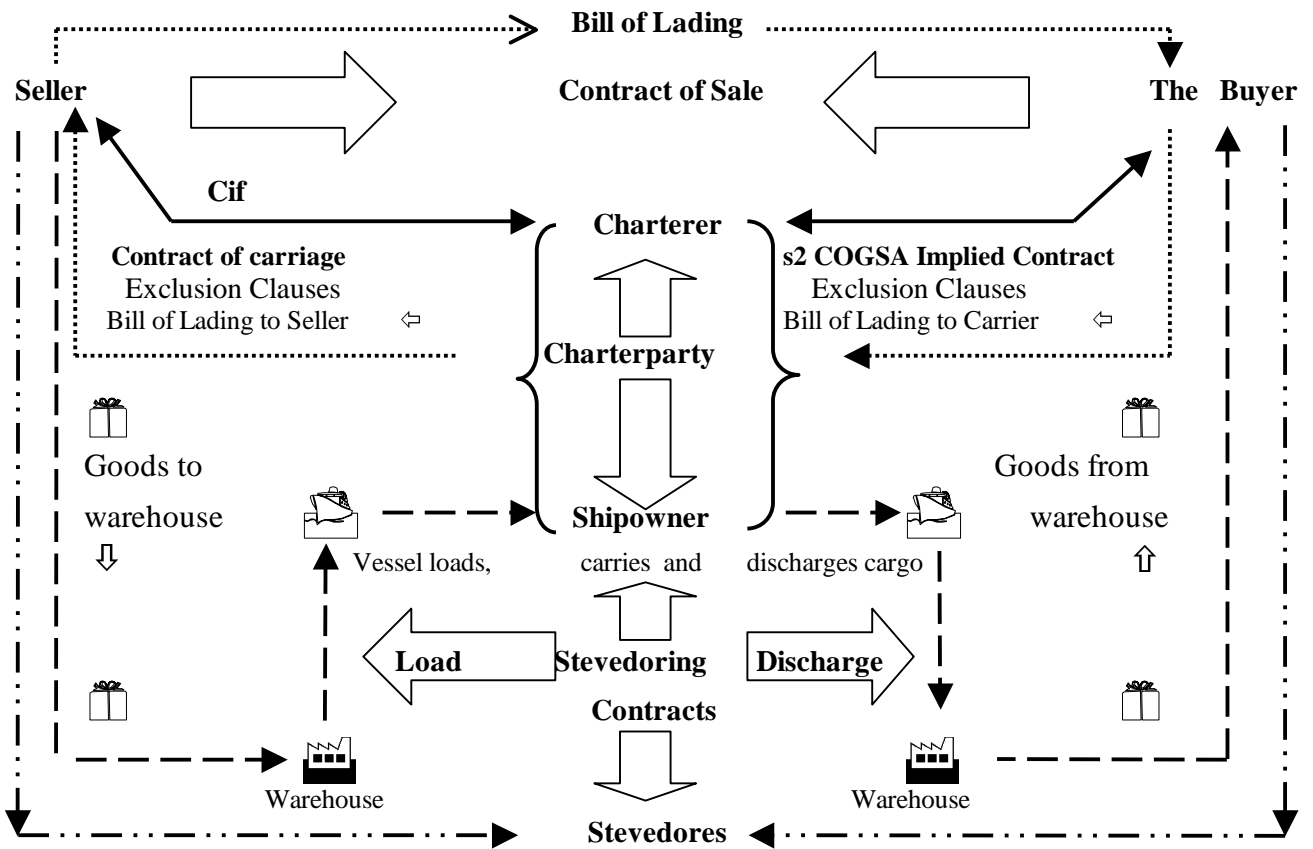 Bill of Lading
Seller
Contract of Sale
The Buyer
Cif
Charterer
Contract of carriage
Exclusion Clauses
Bill of Lading to Seller
s2 COGSA Implied Contract
Exclusion Clauses
Bill of Lading to Carrier
Charterparty
Goods to
warehouse
Goods from
warehouse
Shipowner
Vessel loads, carries and discharges cargo
Load Stevedoring Discharge
Contracts
Warehouse
Warehouse
Stevedores